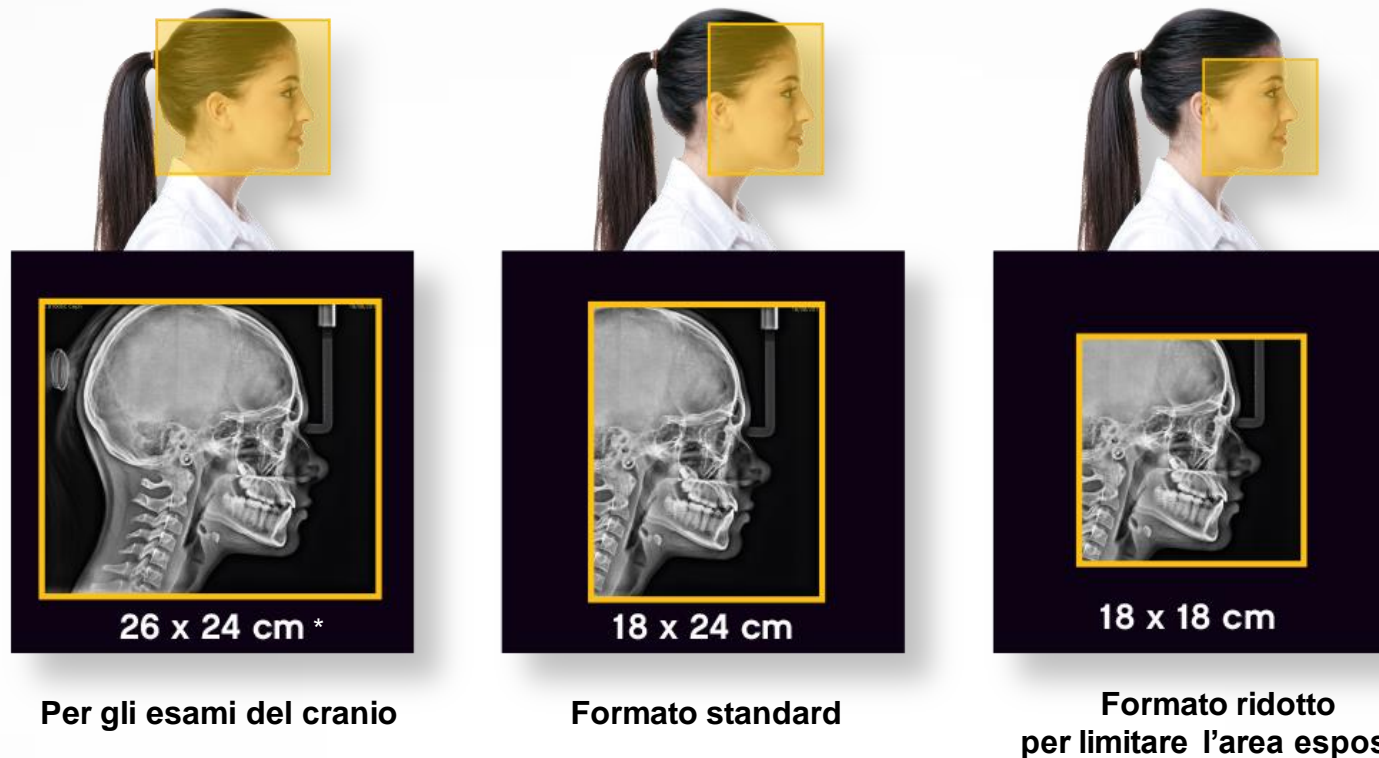 26 x 24 cm *
18 x 24 cm
18 x 18 cm
Per gli esami del cranio
Formato standard
Formato ridotto
per limitare l’area